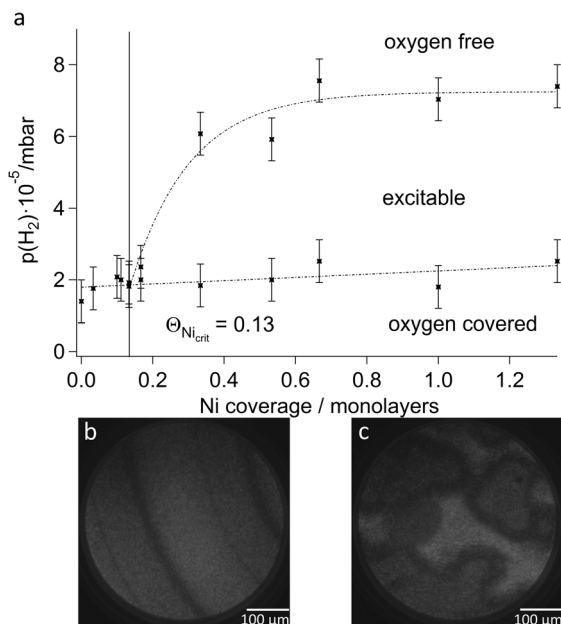 a
oxygen free
8
6
4
2
0
p(H₂)·10⁻⁵/mbar
excitable
oxygen covered
Θ_Ni_crit = 0.13
0.0 0.2 0.4 0.6 0.8 1.0 1.2
Ni coverage / monolayers
b
100 µm
c
100 µm